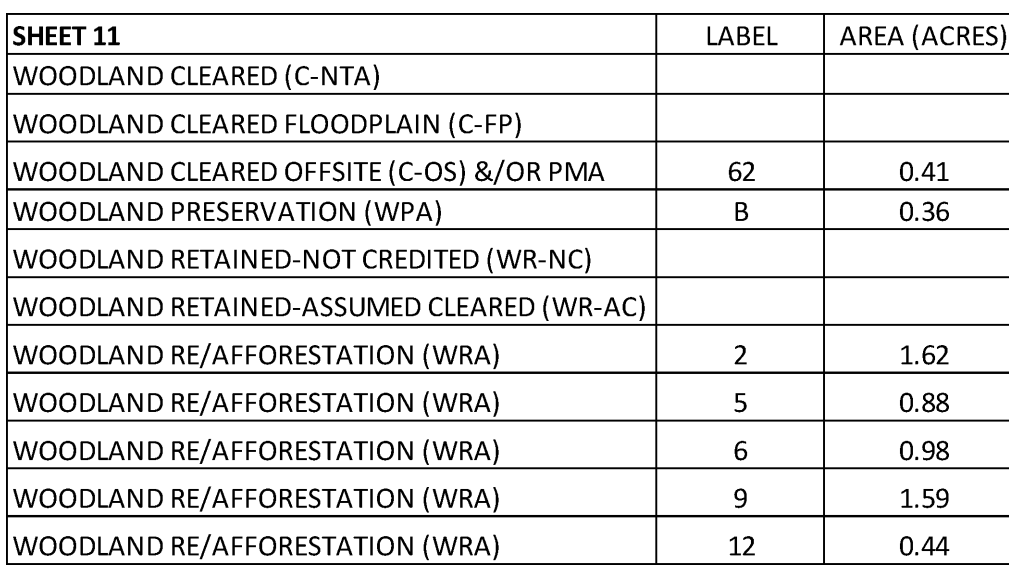 SHEET 11 LABEL AREA (ACRES)
WOODLAND CLEARED (C-NTA)
WOODLAND CLEARED FLOODPLAIN (C-FP)
WOODLAND CLEARED OFFSITE (C-OS) &/OR PMA 62 0.41
WOODLAND PRESERVATION (WPA) B 0.36
WOODLAND RETAINED-NOT CREDITED (WR-NC)
WOODLAND RETAINED-ASSUMED CLEARED (WR-AC)
WOODLAND RE/AFFORESTATION (WRA) 2 1.62
WOODLAND RE/AFFORESTATION (WRA) 5 0.88
WOODLAND RE/AFFORESTATION (WRA) 6 0.98
WOODLAND RE/AFFORESTATION (WRA) 9 1.59
WOODLAND RE/AFFORESTATION (WRA) 12 0.44